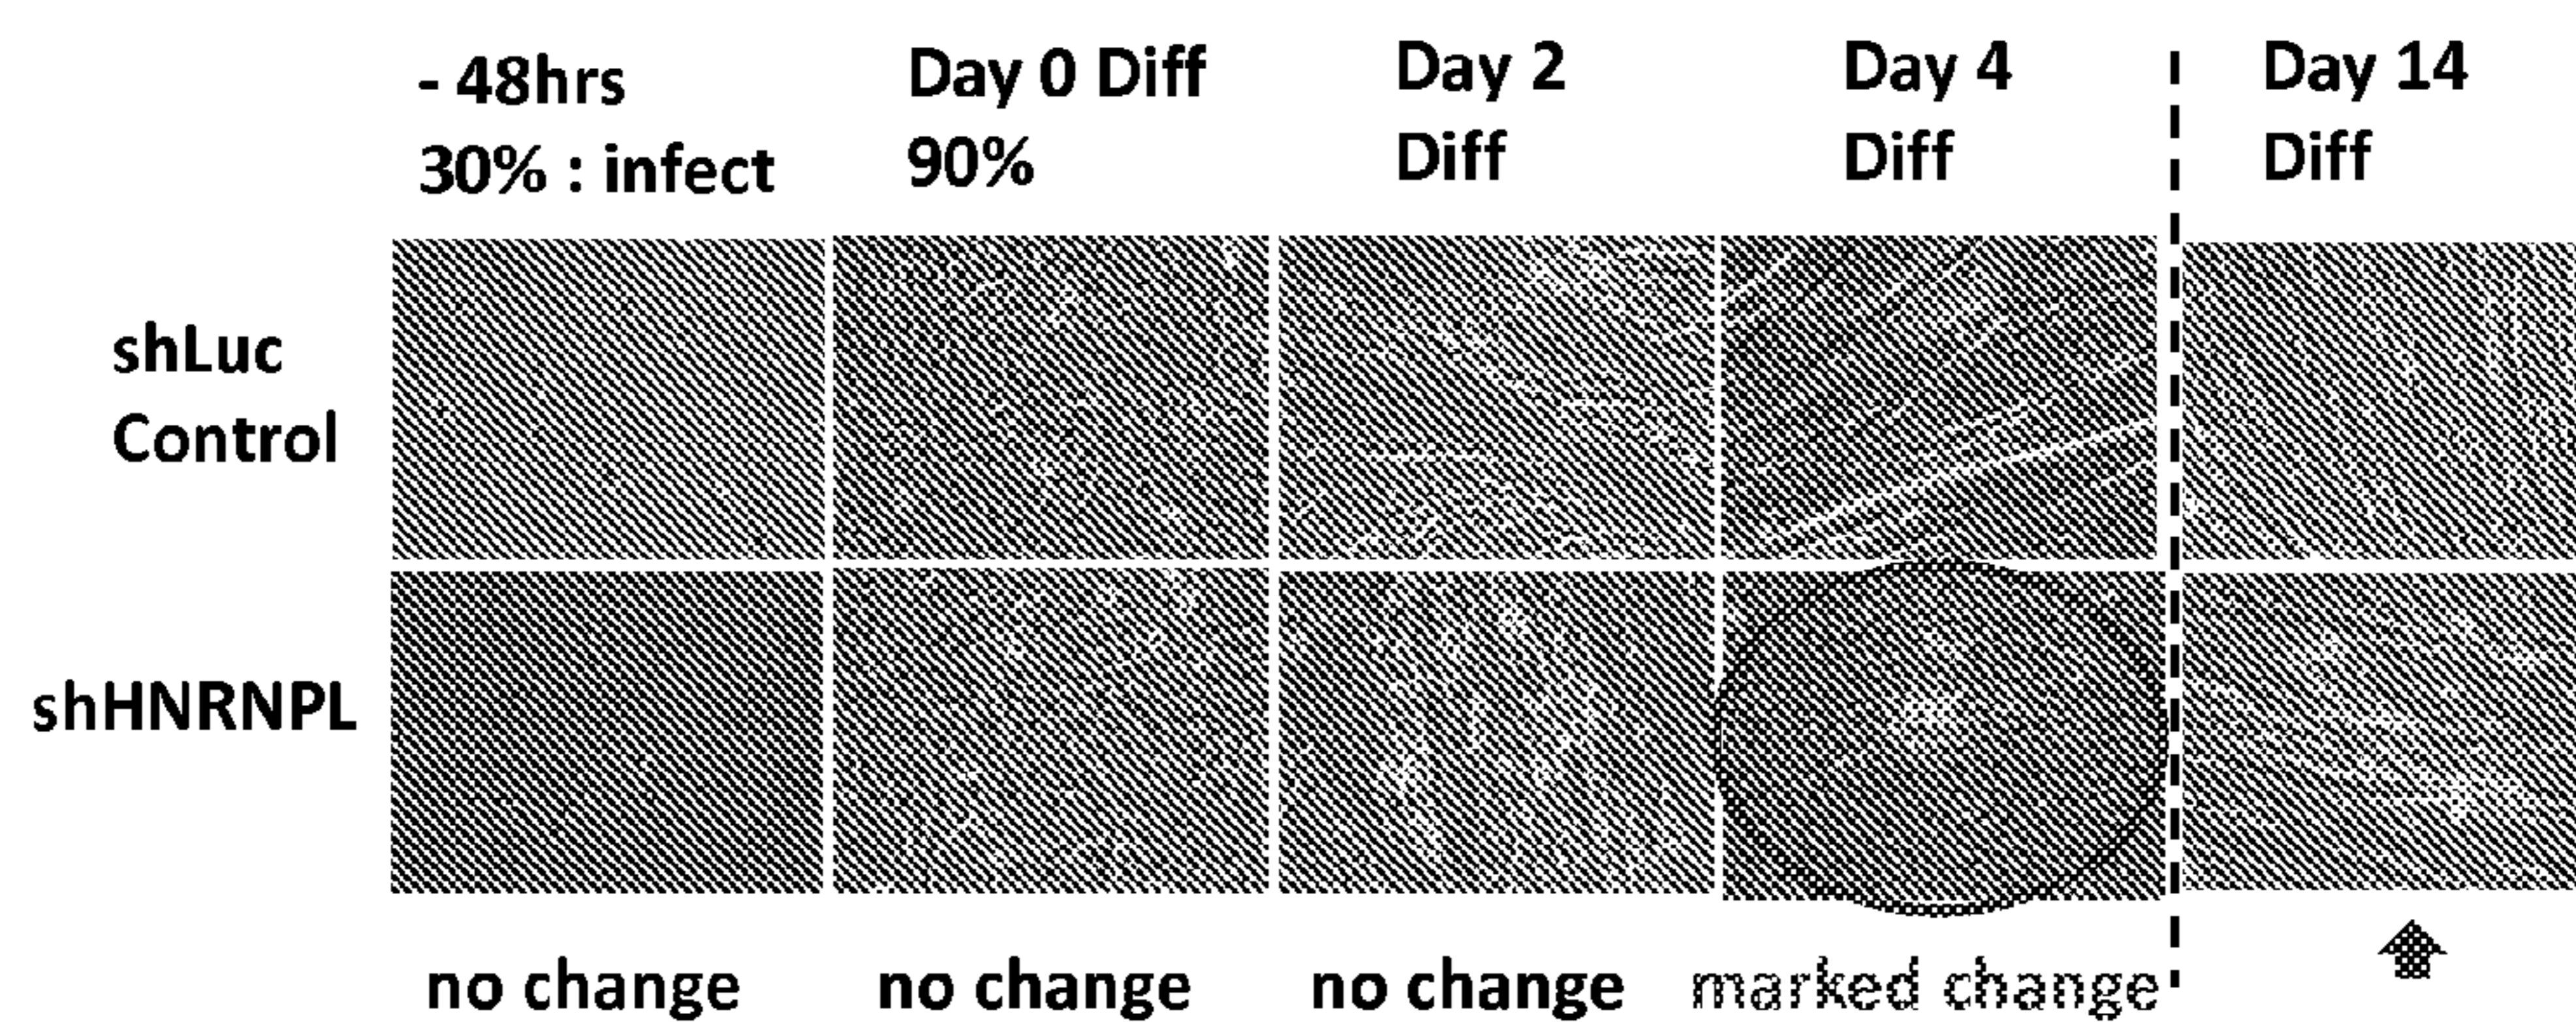 - 48hrs
30% : infect
Day 0 Diff
90%
Day 2
Diff
Day 4
Diff
Day 14
Diff
shLuc
Control
shHNRNPL
no change
no change
no change
marked change